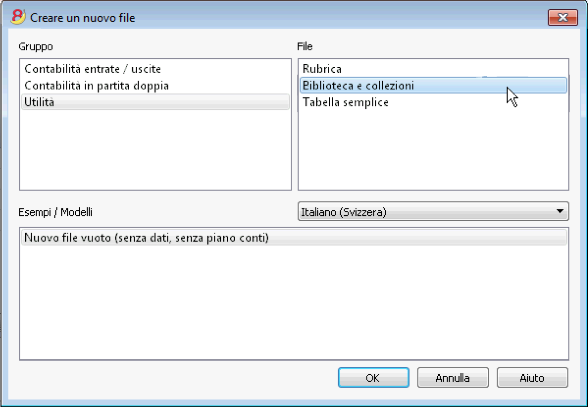 Creare un nuovo file
Gruppo
File
Contabilità entrate / uscite
Contabilità in partita doppia
Utilità
Rubrica
Biblioteca e collezioni
Tabella semplice
Esempi / Modelli
Italiano (Svizzera)
Nuovo file vuoto (senza dati, senza piano conti)
OK
Annulla
Aiuto